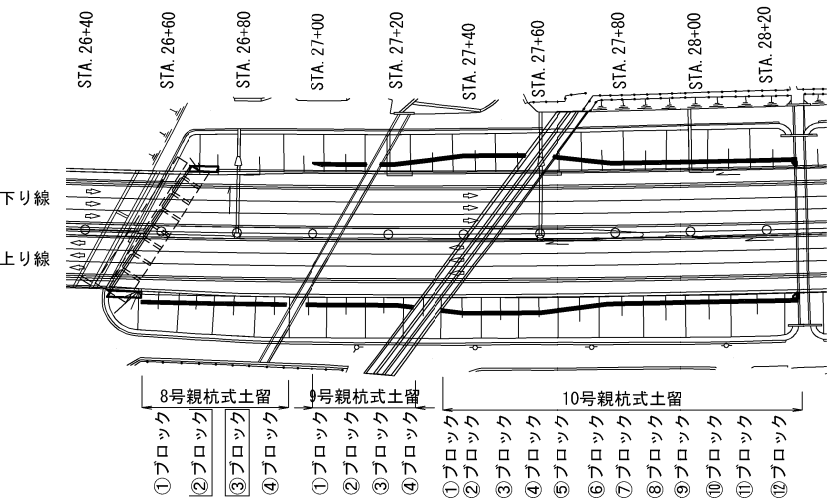 STA. 26+40
STA. 26+60
STA. 26+80
STA. 27+00
STA. 27+20
STA. 27+40
STA. 27+60
STA. 27+80
STA. 28+00
STA. 28+20
下り線
上り線
8号親杭式土留
9号親杭式土留
10号親杭式土留
①ブロック
②ブロック
③ブロック
④ブロック
①ブロック
②ブロック
③ブロック
④ブロック
①ブロック
②ブロック
③ブロック
④ブロック
⑤ブロック
⑥ブロック
⑦ブロック
⑧ブロック
⑨ブロック
⑩ブロック
⑪ブロック
⑫ブロック